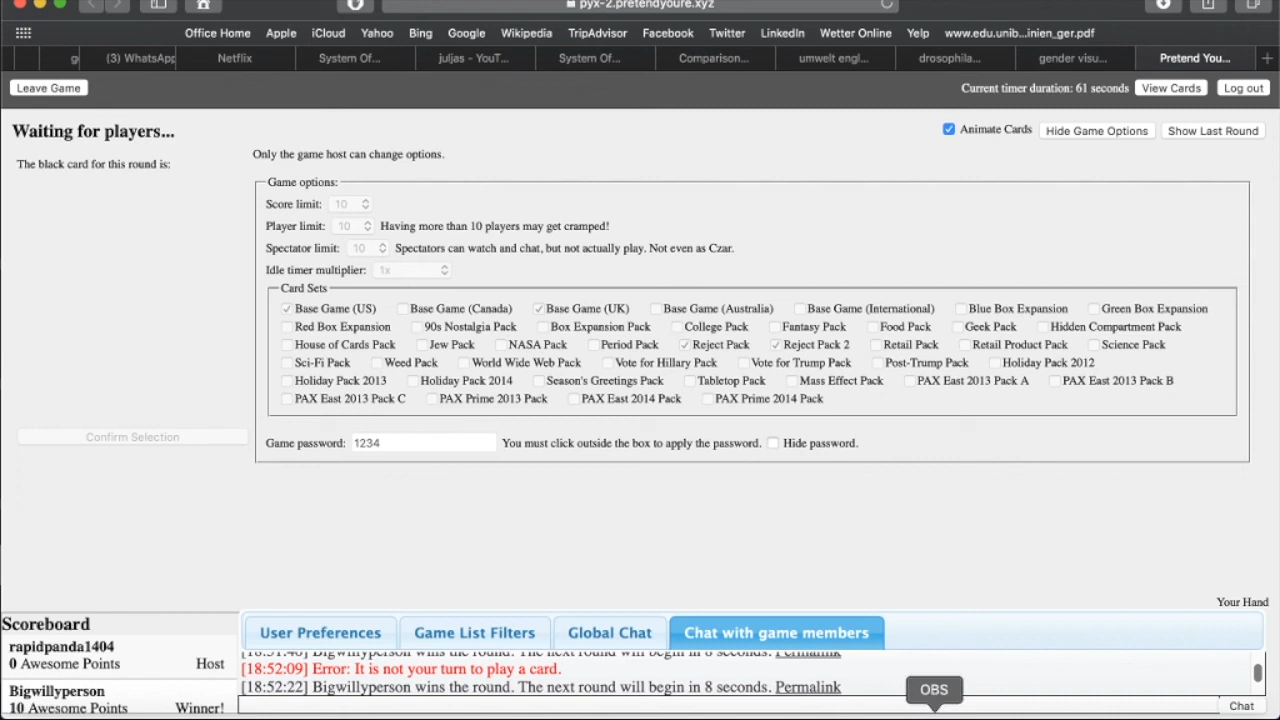 pyx-2.pretendyoure.xyz
Office Home Apple iCloud Yahoo Bing Google Wikipedia TripAdvisor Facebook Twitter LinkedIn Wetter Online Yelp www.edu.unib...inien_ger.pdf
g (3) WhatsApp Netflix System Of... juljas - YouT... System Of... Comparison... umwelt engl... drosophila... gender visu... Pretend You...
Leave Game Current timer duration: 61 seconds View Cards Log out
Waiting for players... Animate Cards Hide Game Options Show Last Round
The black card for this round is:
Only the game host can change options.
Game options:
Score limit: 10
Player limit: 10 Having more than 10 players may get cramped!
Spectator limit: 10 Spectators can watch and chat, but not actually play. Not even as Czar.
Idle timer multiplier: 1x
Card Sets
Base Game (US) Base Game (Canada) Base Game (UK) Base Game (Australia) Base Game (International) Blue Box Expansion Green Box Expansion
Red Box Expansion 90s Nostalgia Pack Box Expansion Pack College Pack Fantasy Pack Food Pack Geek Pack Hidden Compartment Pack
House of Cards Pack Jew Pack NASA Pack Period Pack Reject Pack Reject Pack 2 Retail Pack Retail Product Pack Science Pack
Sci-Fi Pack Weed Pack World Wide Web Pack Vote for Hillary Pack Vote for Trump Pack Post-Trump Pack Holiday Pack 2012
Holiday Pack 2013 Holiday Pack 2014 Season's Greetings Pack Tabletop Pack Mass Effect Pack PAX East 2013 Pack A PAX East 2013 Pack B
PAX East 2013 Pack C PAX Prime 2013 Pack PAX East 2014 Pack PAX Prime 2014 Pack
Confirm Selection
Game password: 1234 You must click outside the box to apply the password. Hide password.
Your Hand
Scoreboard
rapidpanda1404
0 Awesome Points Host
Bigwillyperson
10 Awesome Points Winner!
User Preferences Game List Filters Global Chat Chat with game members
[18:51:46] Bigwillyperson wins the round. The next round will begin in 8 seconds. Permalink
[18:52:09] Error: It is not your turn to play a card.
[18:52:22] Bigwillyperson wins the round. The next round will begin in 8 seconds. Permalink
OBS
Chat